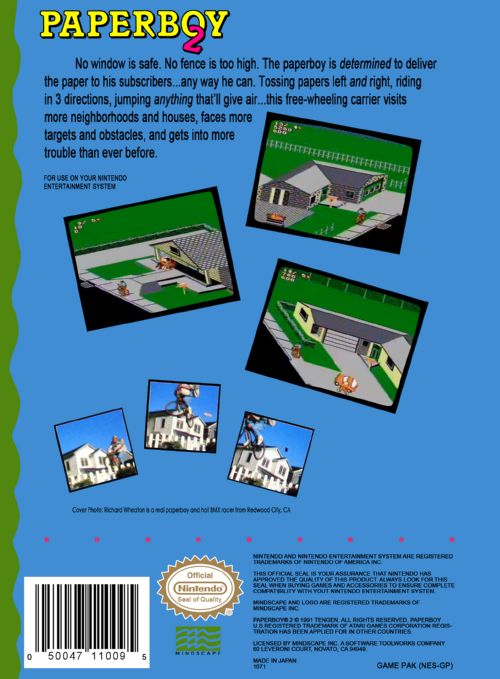 PAPERBOY
2
No window is safe. No fence is too high. The paperboy is determined to deliver
the paper to his subscribers...any way he can. Tossing papers left and right, riding
in 3 directions, jumping anything that'll give air...this free-wheeling carrier visits
more neighborhoods and houses, faces more
targets and obstacles, and gets into more
trouble than ever before.
FOR USE ON YOUR NINTENDO
ENTERTAINMENT SYSTEM
Cover Photo: Richard Wheaton is a real paperboy and hot BMX racer from Redwood City, CA
NINTENDO AND NINTENDO ENTERTAINMENT SYSTEM ARE REGISTERED
TRADEMARKS OF NINTENDO OF AMERICA INC.
THIS OFFICIAL SEAL IS YOUR ASSURANCE THAT NINTENDO HAS
APPROVED THE QUALITY OF THIS PRODUCT. ALWAYS LOOK FOR THIS
SEAL WHEN BUYING GAMES AND ACCESSORIES TO ENSURE COMPLETE
COMPATIBILITY WITH YOUT NINTENDO ENTERTAINMENT SYSTEM.
MINDSCAPE AND LOGO ARE REGISTERED TRADEMARKS OF
MINDSCAPE INC.
PAPERBOY® 2 © 1991 TENGEN. ALL RIGHTS RESERVED. PAPERBOY
U.S.REGISTERED TRADEMARK OF ATARI GAMES CORPORATION REGIS-
TRATION HAS BEEN APPLIED FOR IN OTHER COUNTRIES.
LICENSED BY MINDSCAPE INC. A SOFTWARE TOOLWORKS COMPANY
60 LEVERONI COURT, NOVATO, CA 94949.
MADE IN JAPAN
1071
GAME PAK (NES-GP)
Official
Nintendo
Seal of Quality
MINDSCAPE
0 50047 11009 5